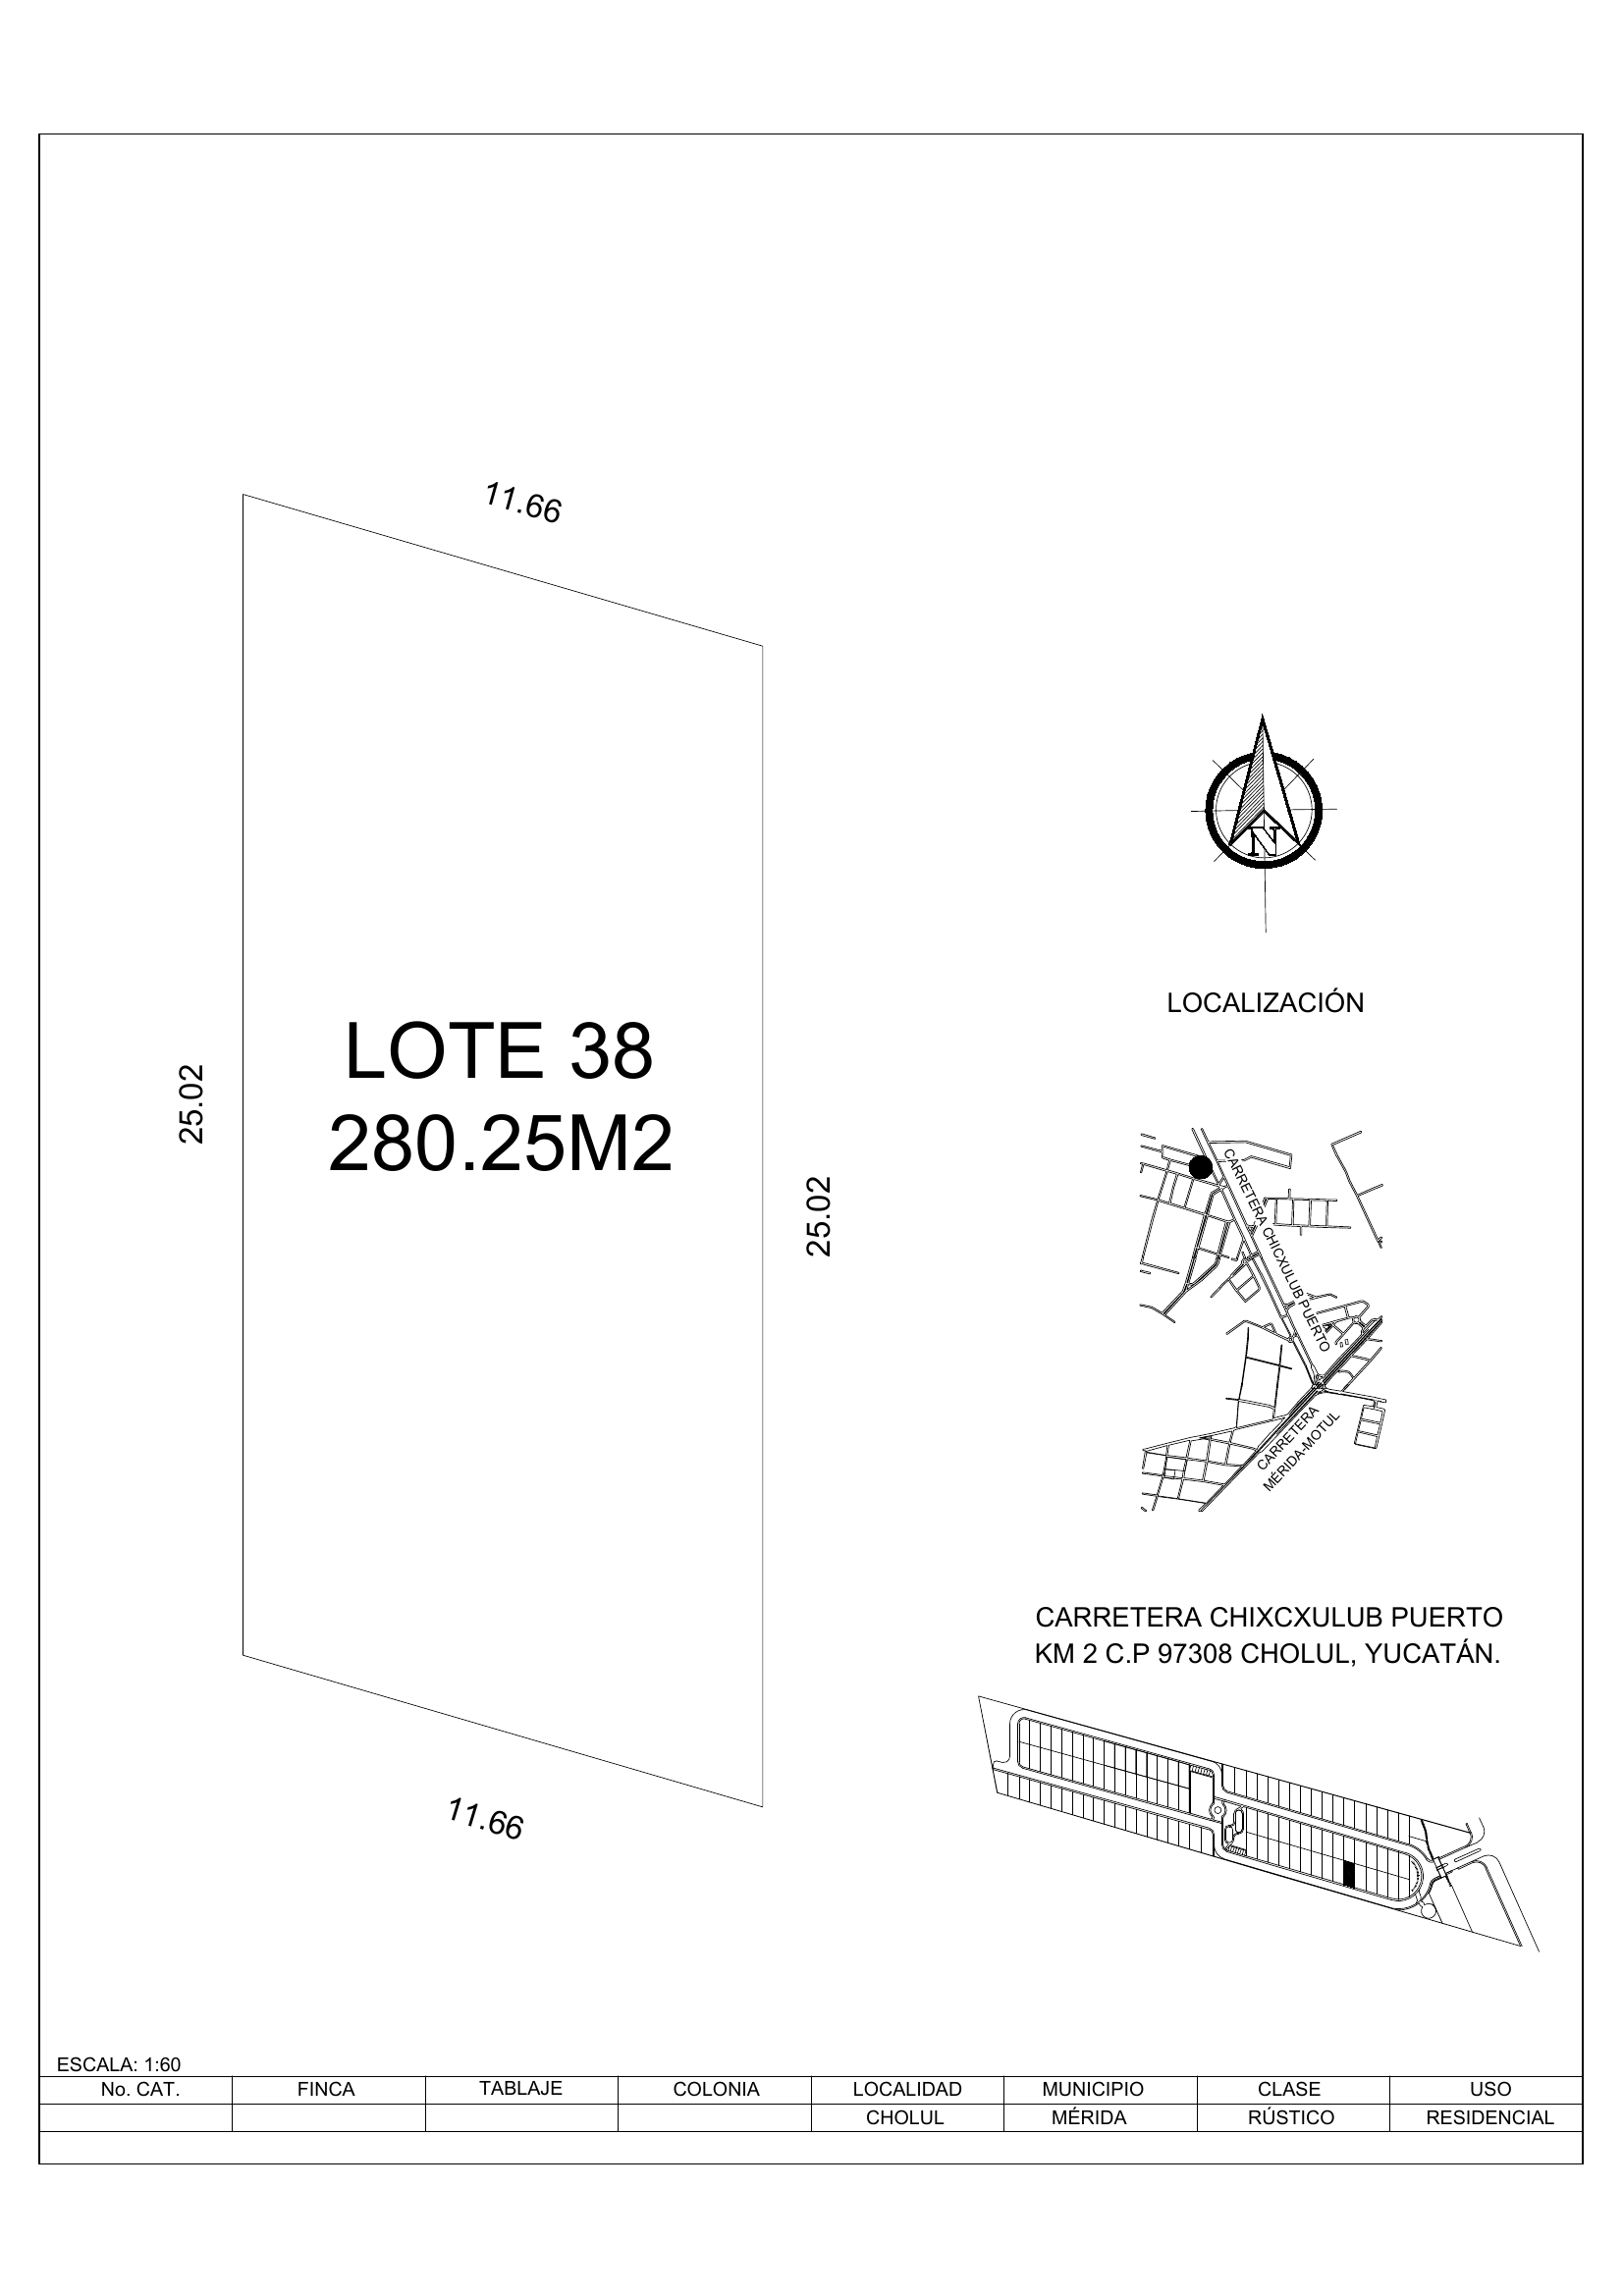 11.66
LOTE 38
280.25M2
25.02
25.02
11.66
N
LOCALIZACIÓN
CARRETERA CHICXULUB PUERTO
CARRETERA
MÉRIDA-MOTUL
CARRETERA CHIXCXULUB PUERTO
KM 2 C.P 97308 CHOLUL, YUCATÁN.
ESCALA: 1:60
No. CAT. FINCA TABLAJE COLONIA LOCALIDAD MUNICIPIO CLASE USO
CHOLUL MÉRIDA RÚSTICO RESIDENCIAL